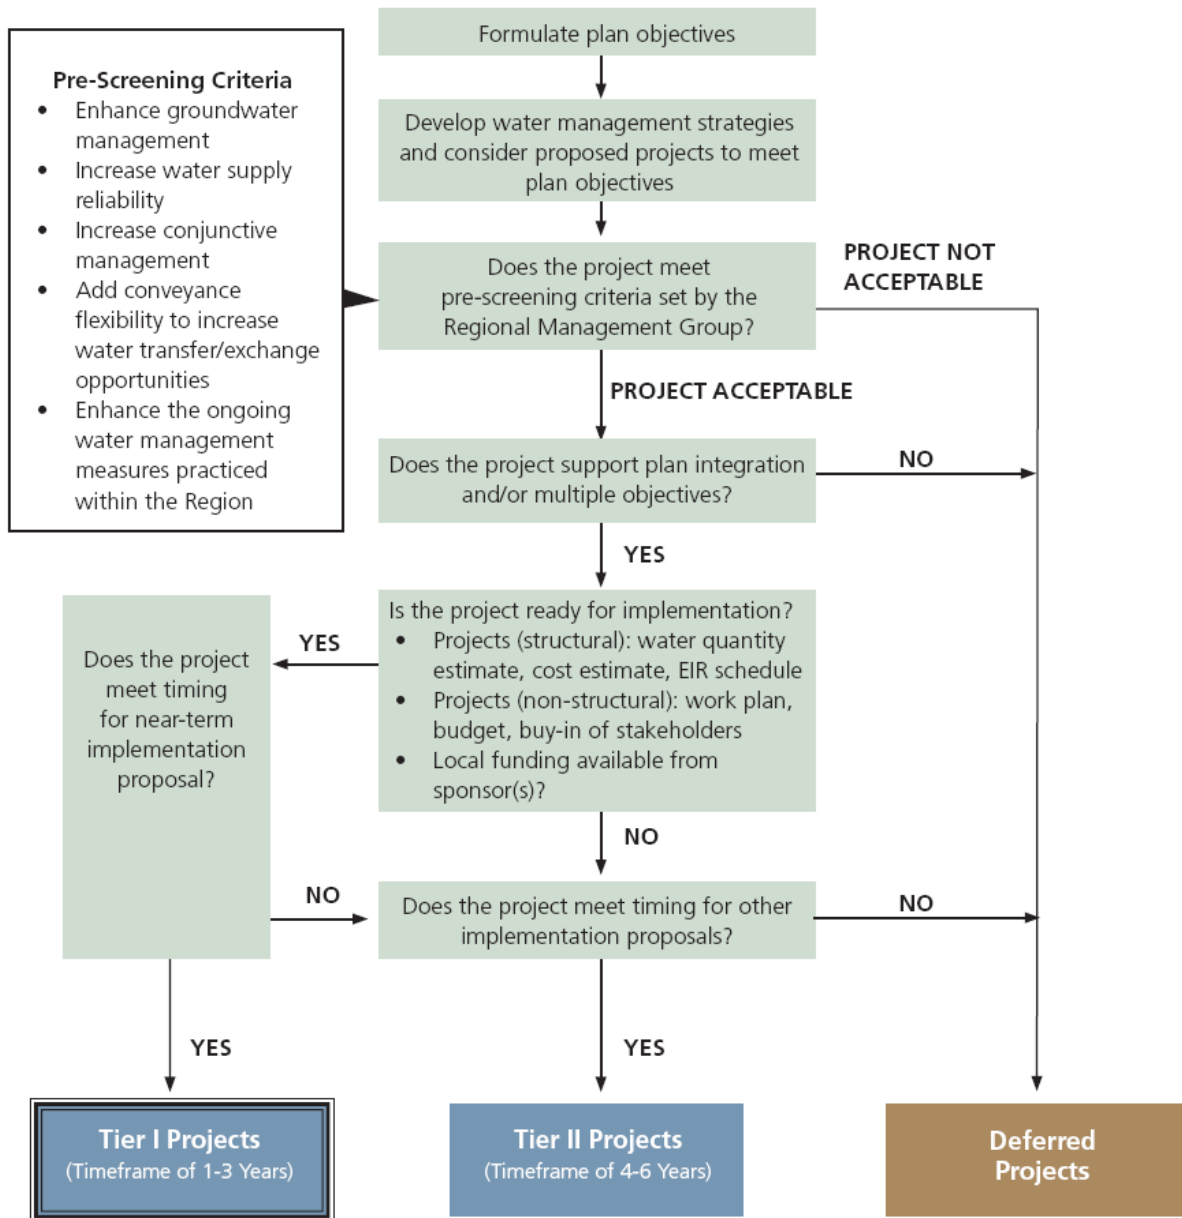 Formulate plan objectives
Pre-Screening Criteria
• Enhance groundwater
management
• Increase water supply
reliability
• Increase conjunctive
management
• Add conveyance
flexibility to increase
water transfer/exchange
opportunities
• Enhance the ongoing
water management
measures practiced
within the Region
Develop water management strategies
and consider proposed projects to meet
plan objectives
Does the project meet
pre-screening criteria set by the
Regional Management Group?
PROJECT NOT
ACCEPTABLE
PROJECT ACCEPTABLE
Does the project support plan integration
and/or multiple objectives?
NO
YES
Is the project ready for implementation?
• Projects (structural): water quantity
estimate, cost estimate, EIR schedule
• Projects (non-structural): work plan,
budget, buy-in of stakeholders
• Local funding available from
sponsor(s)?
YES
Does the project
meet timing
for near-term
implementation
proposal?
NO
NO
Does the project meet timing for other
implementation proposals?
NO
YES
YES
Tier I Projects
(Timeframe of 1-3 Years)
Tier II Projects
(Timeframe of 4-6 Years)
Deferred
Projects